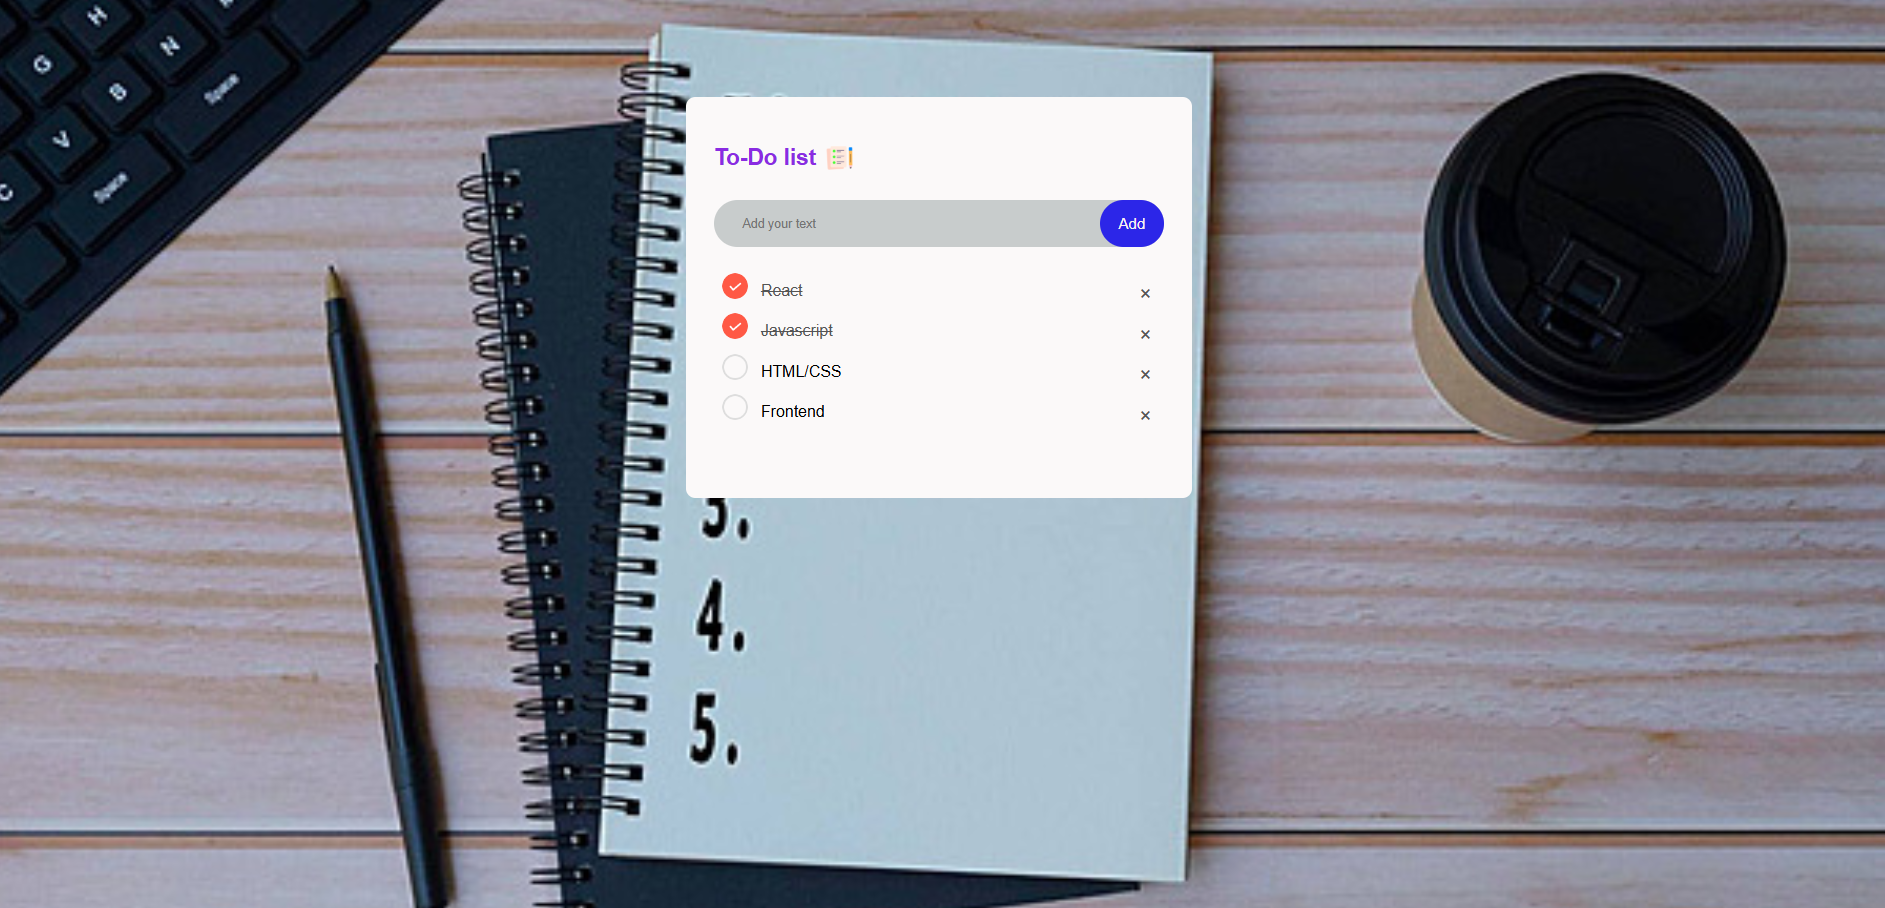 H
G
N
B
Space
V
C
Space
To-Do list
Add your text
Add
React
Javascript
HTML/CSS
Frontend
3.
4.
5.